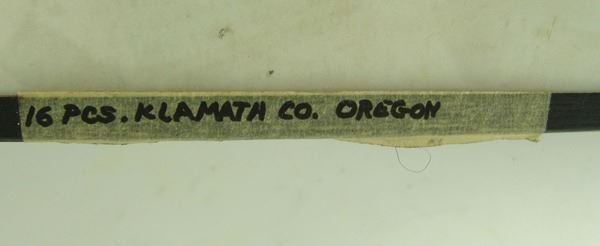 16 PCS. KLAMATH CO. OREGON